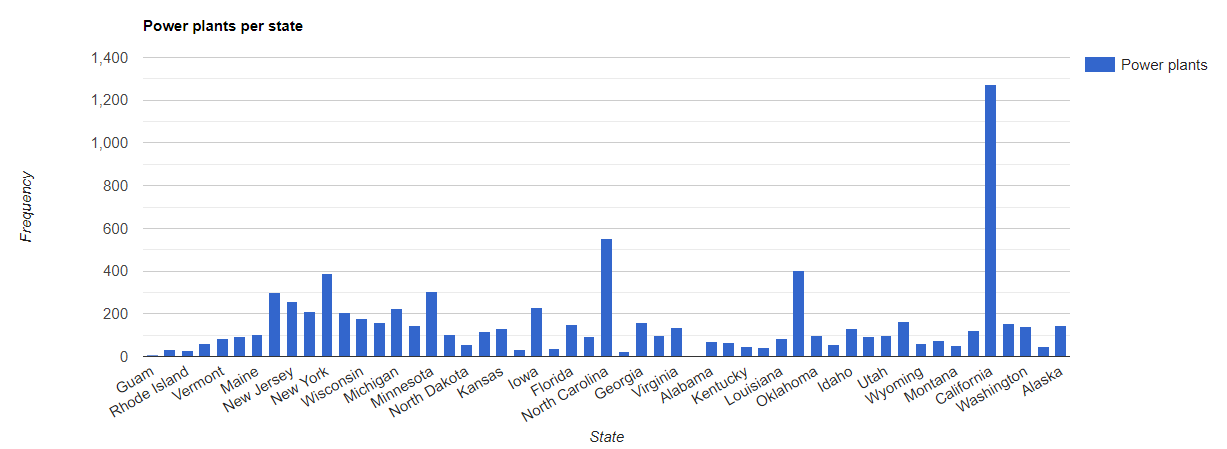 Power plants per state
1,400
1,200
1,000
800
600
400
200
0
Frequency
Power plants
Guam
Rhode Island
Vermont
Maine
New Jersey
New York
Wisconsin
Michigan
Minnesota
North Dakota
Kansas
Iowa
Florida
North Carolina
Georgia
Virginia
Alabama
Kentucky
Louisiana
Oklahoma
Idaho
Utah
Wyoming
Montana
California
Washington
Alaska
State